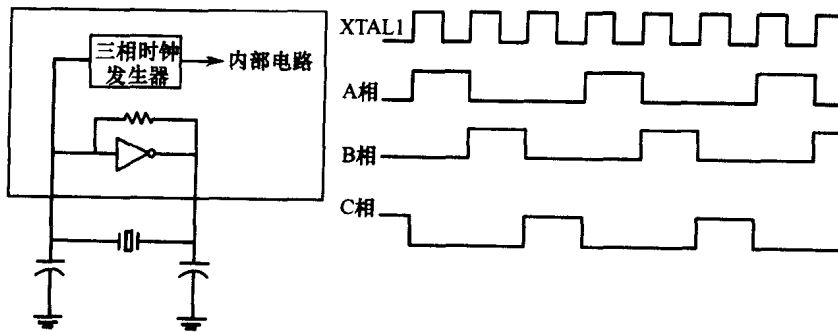 三相时钟
发生器
内部电路
XTAL1
A相
B相
C相